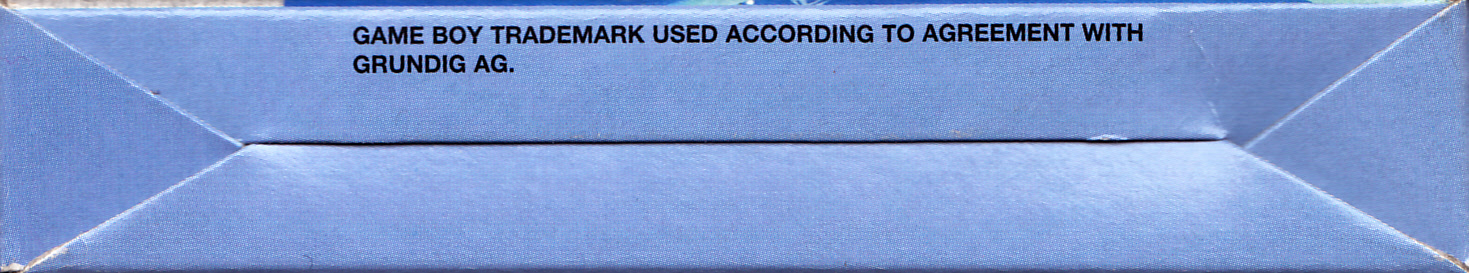 GAME BOY TRADEMARK USED ACCORDING TO AGREEMENT WITH
GRUNDIG AG.